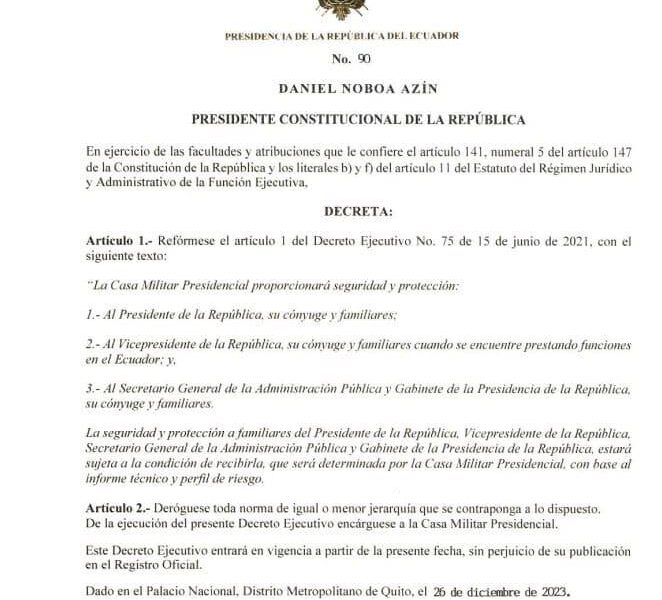 PRESIDENCIA DE LA REPÚBLICA DEL ECUADOR
No. 90
DANIEL NOBOA AZÍN
PRESIDENTE CONSTITUCIONAL DE LA REPÚBLICA
En ejercicio de las facultades y atribuciones que le confiere el artículo 141, numeral 5 del artículo 147
de la Constitución de la República y los literales b) y f) del artículo 11 del Estatuto del Régimen Jurídico
y Administrativo de la Función Ejecutiva,
DECRETA:
Artículo 1.- Refórmese el artículo 1 del Decreto Ejecutivo No. 75 de 15 de junio de 2021, con el
siguiente texto:
"La Casa Militar Presidencial proporcionará seguridad y protección:
1.- Al Presidente de la República, su cónyuge y familiares;
2.- Al Vicepresidente de la República, su cónyuge y familiares cuando se encuentre prestando funciones
en el Ecuador; y,
3.- Al Secretario General de la Administración Pública y Gabinete de la Presidencia de la República,
su cónyuge y familiares.
La seguridad y protección a familiares del Presidente de la República, Vicepresidente de la República,
Secretario General de la Administración Pública y Gabinete de la Presidencia de la República, estará
sujeta a la condición de recibirla, que será determinada por la Casa Militar Presidencial, con base al
informe técnico y perfil de riesgo.
Artículo 2.- Deróguese toda norma de igual o menor jerarquía que se contraponga a lo dispuesto.
De la ejecución del presente Decreto Ejecutivo encárguese a la Casa Militar Presidencial.
Este Decreto Ejecutivo entrará en vigencia a partir de la presente fecha, sin perjuicio de su publicación
en el Registro Oficial.
Dado en el Palacio Nacional, Distrito Metropolitano de Quito, el 26 de diciembre de 2023.